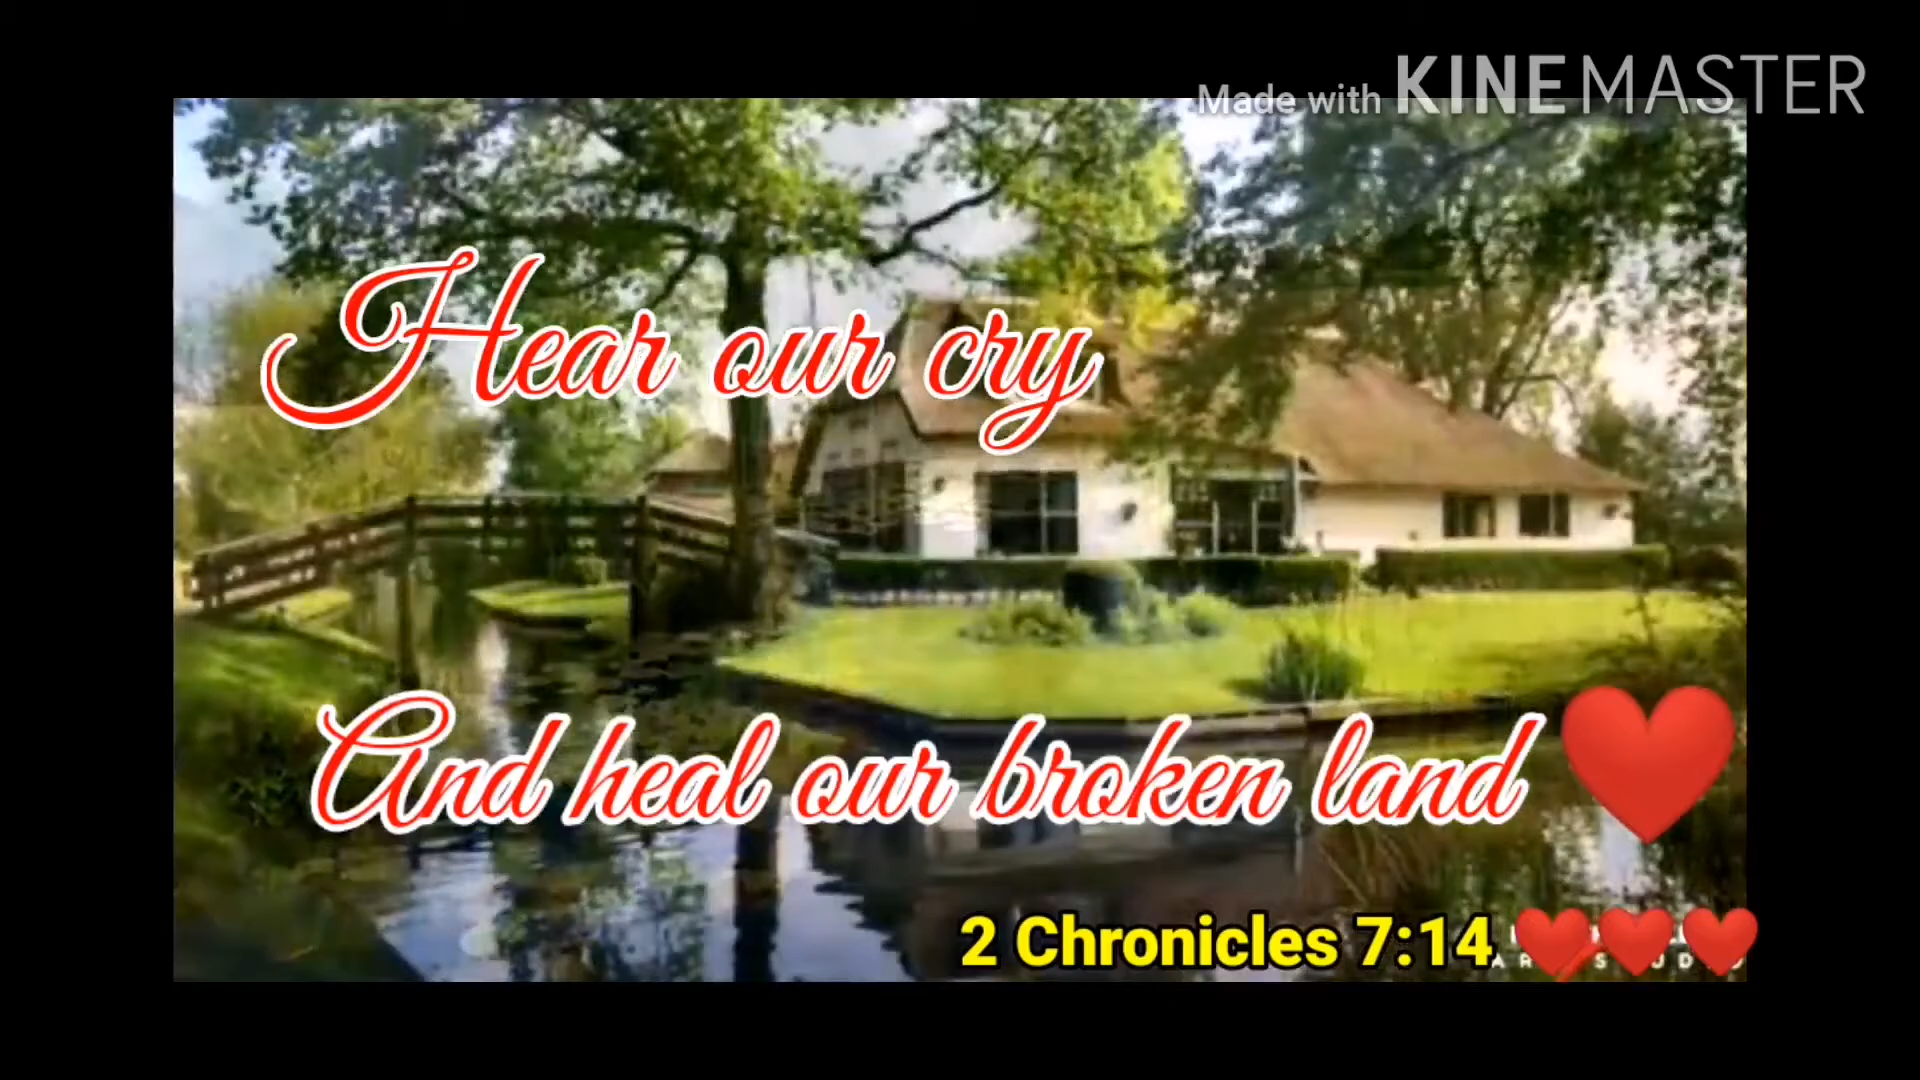 Made with KINEMASTER
Hear our cry
And heal our broken land
2 Chronicles 7:14